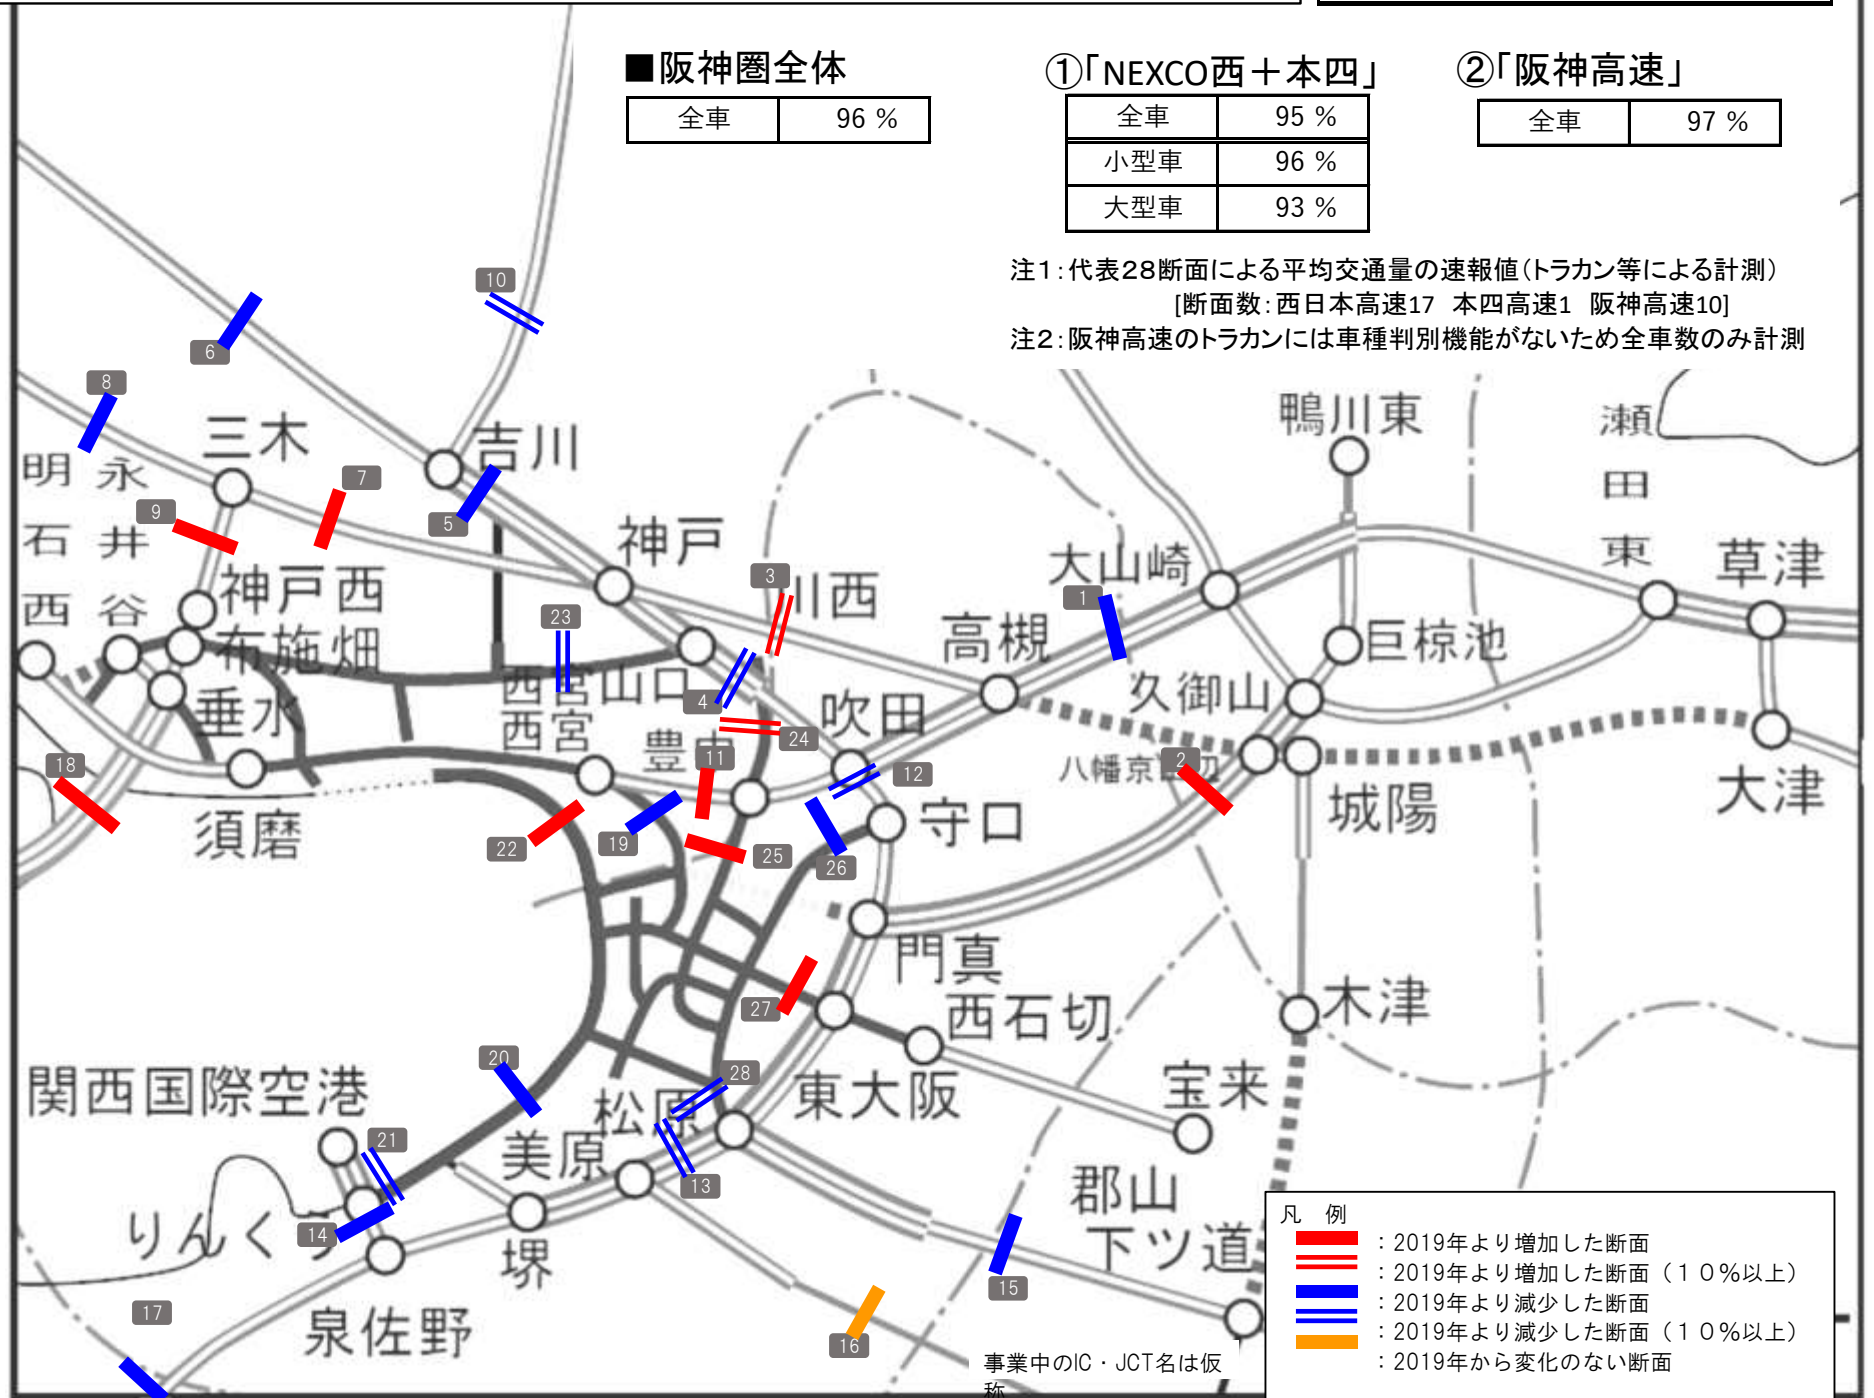 ■阪神圏全体
全車 96 %
①「NEXCO西＋本四」
全車 95 %
小型車 96 %
大型車 93 %
②「阪神高速」
全車 97 %
注１：代表２８断面による平均交通量の速報値（トラカン等による計測）
[断面数：西日本高速17 本四高速1 阪神高速10]
注２：阪神高速のトラカンには車種判別機能がないため全車数のみ計測
10
6
8
三木
吉川
7
9
5
明石西
永井谷
神戸西
布施畑
垂水
18
須磨
神戸
23
西宮山口
西宮
3
川西
4
24
豊中
11
吹田
12
22
19
25
26
守口
高槻
大山崎
1
鴨川東
瀬田東
草津
巨椋池
久御山
八幡京田辺
2
城陽
大津
門真
27
西石切
木津
東大阪
宝来
20
28
松原
関西国際空港
21
美原
13
14
りんくう
堺
泉佐野
17
郡山
下ツ道
15
16
事業中のIC・JCT名は仮
称
凡 例
：2019年より増加した断面
：2019年より増加した断面（１０％以上）
：2019年より減少した断面
：2019年より減少した断面（１０％以上）
：2019年から変化のない断面